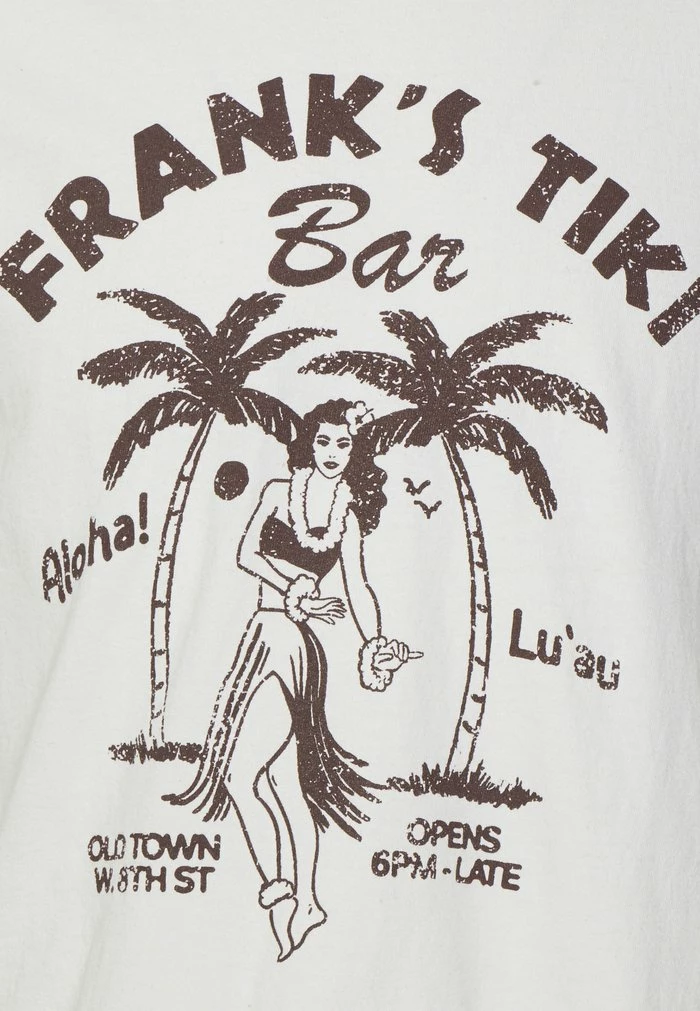 FRANK'S TIKI
Bar
Aloha!
Lu'au
OLD TOWN
W. 8TH ST
OPENS
6PM - LATE